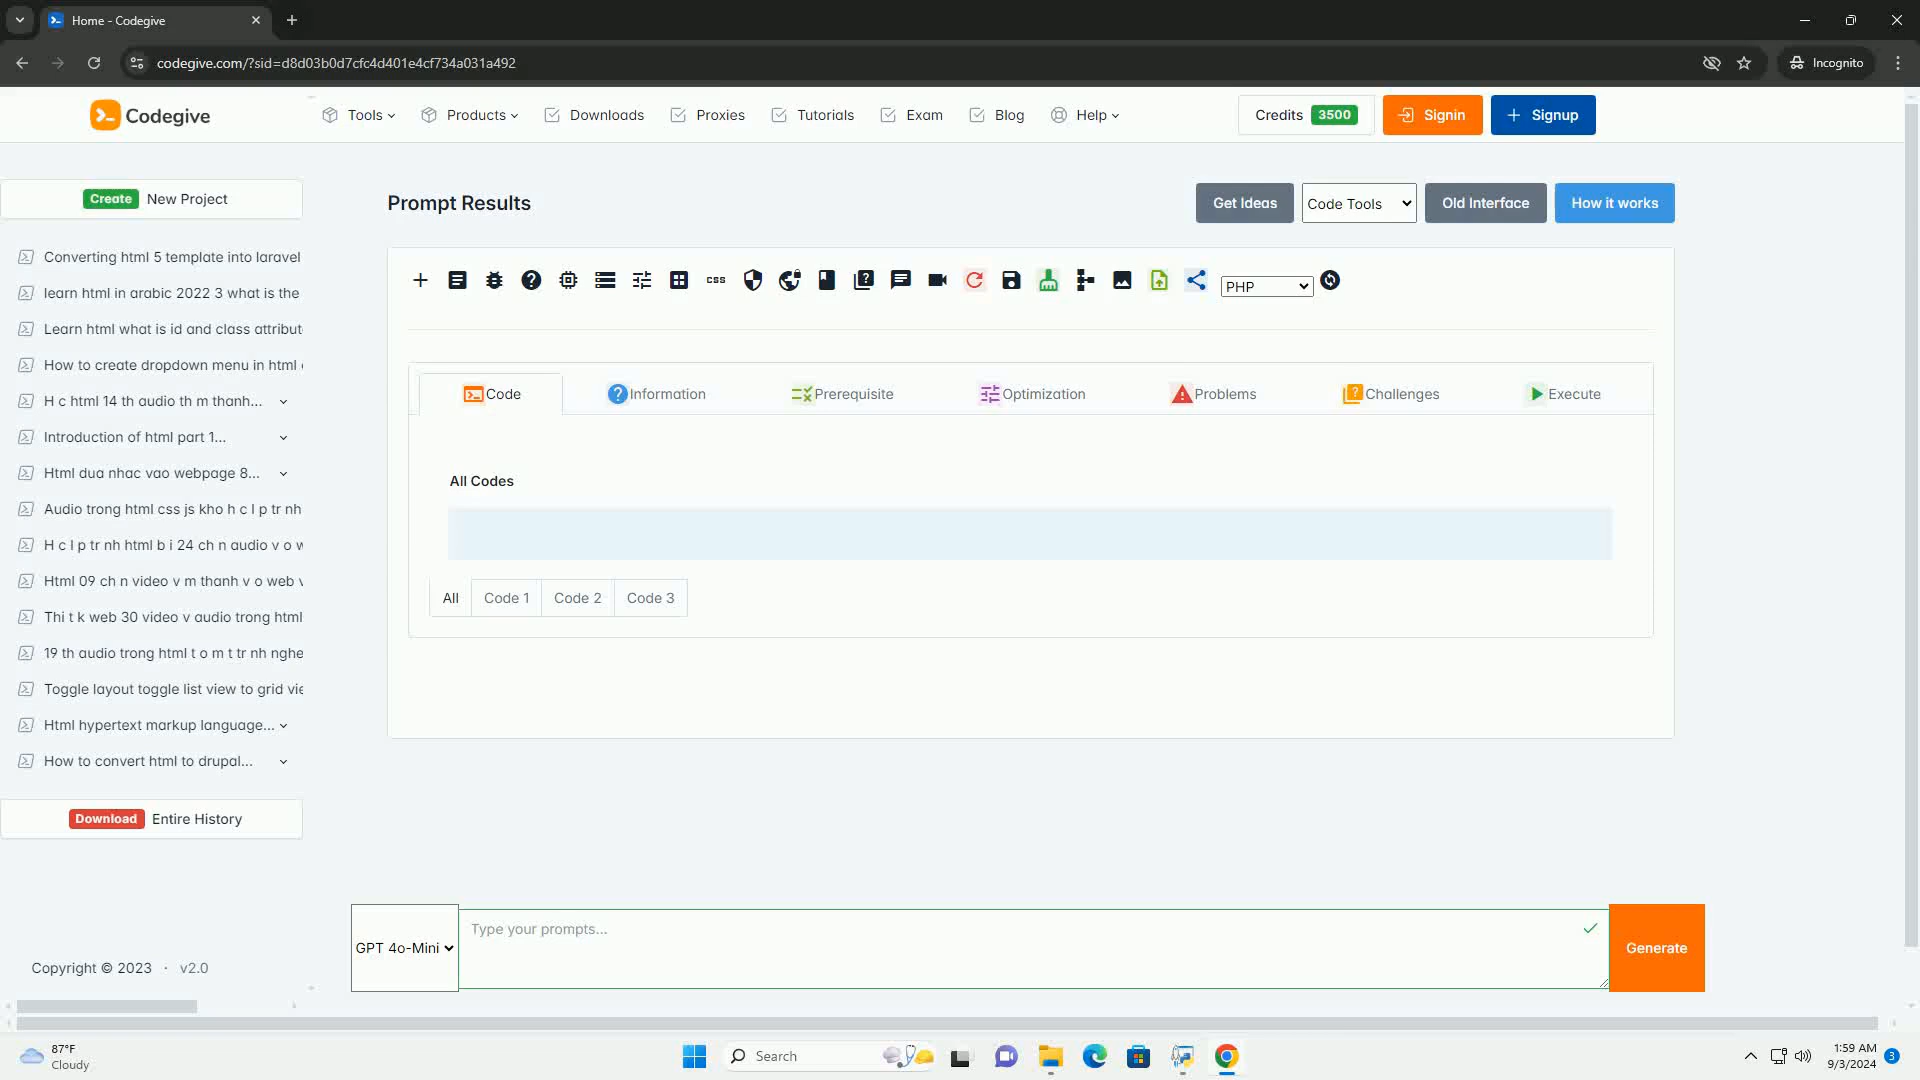 Home - Codegive
codegive.com/?sid=d8d03b0d7cfc4d401e4cf734a031a492
Incognito
Codegive
Tools
Products
Downloads
Proxies
Tutorials
Exam
Blog
Help
Credits 3500
Signin
Signup
Create New Project
Prompt Results
Get Ideas
Code Tools
Old Interface
How it works
Converting html 5 template into laravel
learn html in arabic 2022 3 what is the
Learn html what is id and class attribut
How to create dropdown menu in html
H c html 14 th audio th m thanh...
Introduction of html part 1...
Html dua nhac vao webpage 8...
Audio trong html css js kho h c l p tr nh
H c l p tr nh html b i 24 ch n audio v o w
Html 09 ch n video v m thanh v o web v
Thi t k web 30 video v audio trong html
19 th audio trong html t o m t tr nh nghe
Toggle layout toggle list view to grid vie
Html hypertext markup language...
How to convert html to drupal...
Download Entire History
css
PHP
Code
Information
Prerequisite
Optimization
Problems
Challenges
Execute
All Codes
All
Code 1
Code 2
Code 3
GPT 4o-Mini
Type your prompts...
Generate
Copyright © 2023 · v2.0
87°F
Cloudy
Search
1:59 AM
9/3/2024
3